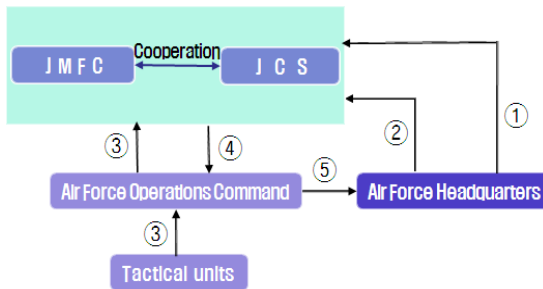 Cooperation
J M F C
J C S
①
②
③
④
⑤
Air Force Operations Command
Air Force Headquarters
③
Tactical units